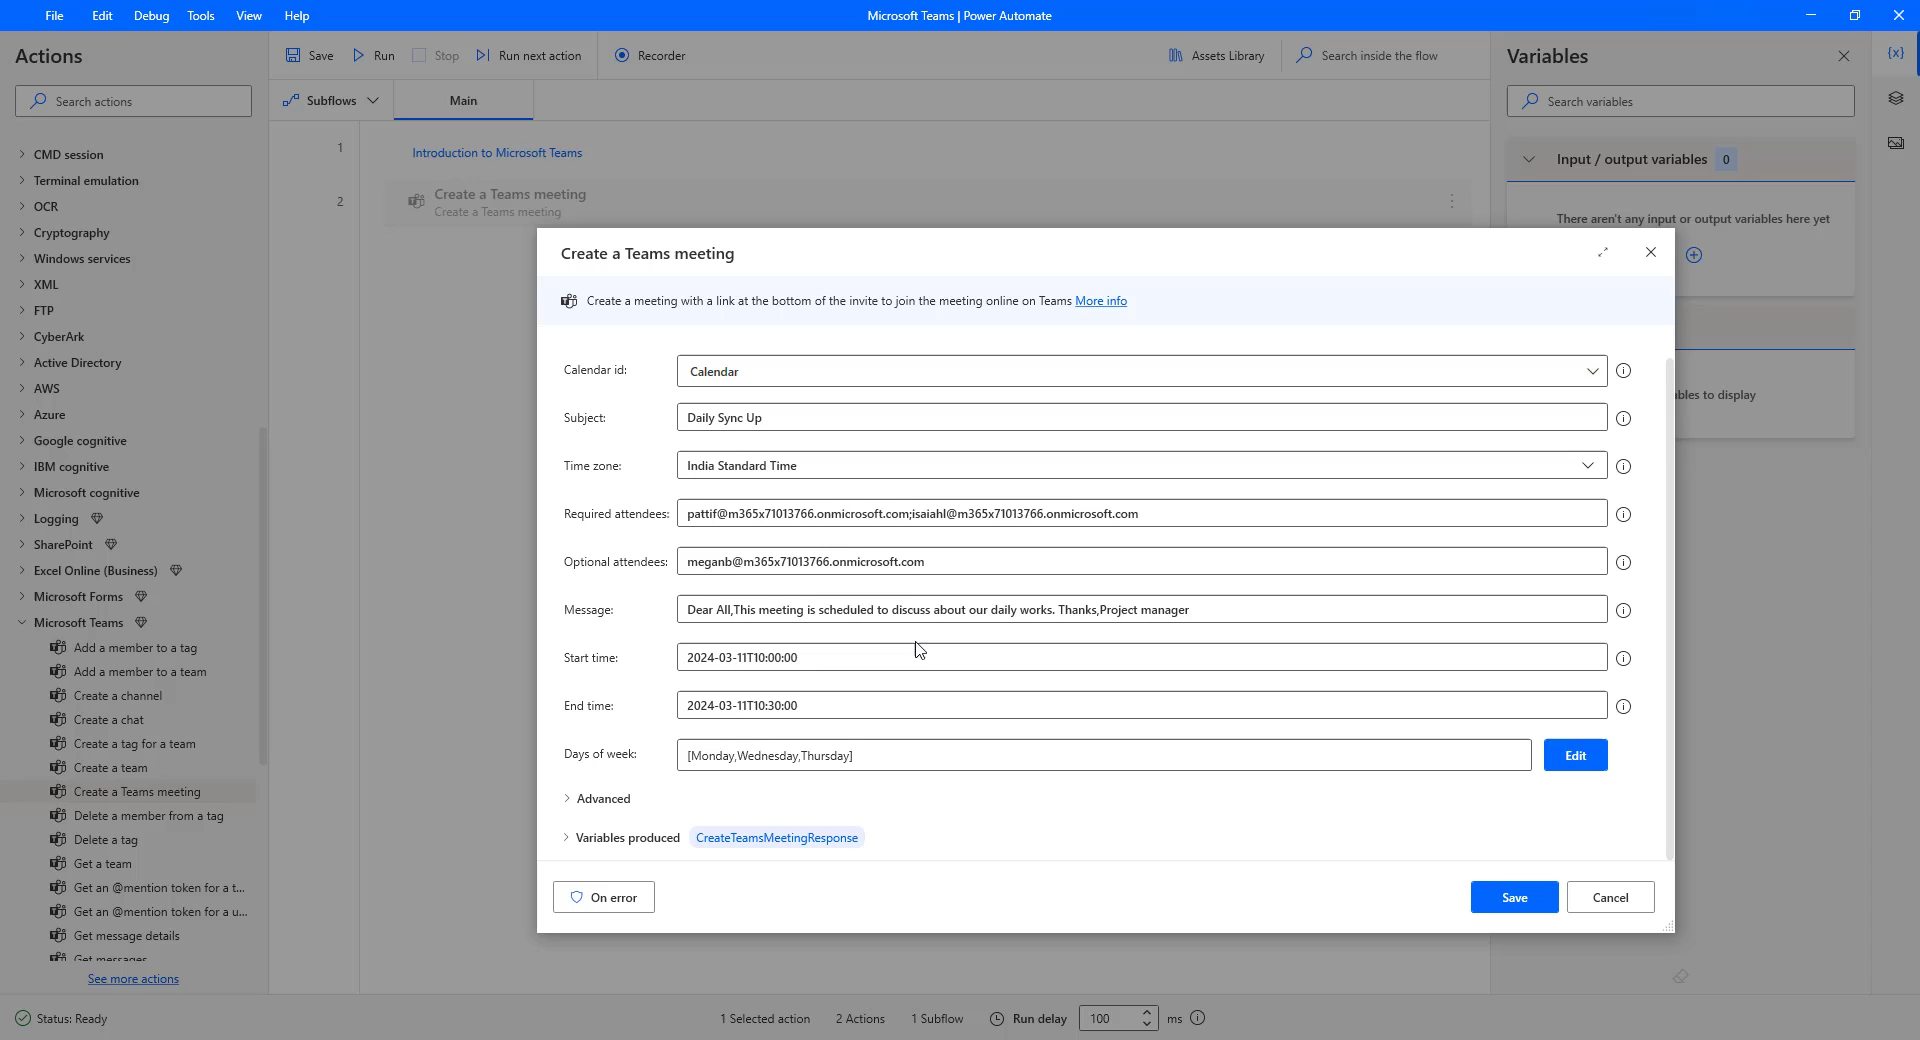 File Edit Debug Tools View Help
Microsoft Teams | Power Automate
Actions
Search actions
CMD session
Terminal emulation
OCR
Cryptography
Windows services
XML
FTP
CyberArk
Active Directory
AWS
Azure
Google cognitive
IBM cognitive
Microsoft cognitive
Logging
SharePoint
Excel Online (Business)
Microsoft Forms
Microsoft Teams
Add a member to a tag
Add a member to a team
Create a channel
Create a chat
Create a tag for a team
Create a team
Create a Teams meeting
Delete a member from a tag
Delete a tag
Get a team
Get an @mention token for a t...
Get an @mention token for a u...
Get message details
Get messages
See more actions
Save Run Stop Run next action Recorder Assets Library Search inside the flow
Subflows Main
1 Introduction to Microsoft Teams
2 Create a Teams meeting
Create a Teams meeting
Variables
{x}
Search variables
Input / output variables 0
There aren't any input or output variables here yet
bles to display
Create a Teams meeting
Create a meeting with a link at the bottom of the invite to join the meeting online on Teams More info
Calendar id: Calendar
Subject: Daily Sync Up
Time zone: India Standard Time
Required attendees: pattif@m365x71013766.onmicrosoft.com;isaiahl@m365x71013766.onmicrosoft.com
Optional attendees: meganb@m365x71013766.onmicrosoft.com
Message: Dear All,This meeting is scheduled to discuss about our daily works. Thanks,Project manager
Start time: 2024-03-11T10:00:00
End time: 2024-03-11T10:30:00
Days of week: [Monday,Wednesday,Thursday] Edit
Advanced
Variables produced CreateTeamsMeetingResponse
On error Save Cancel
Status: Ready 1 Selected action 2 Actions 1 Subflow Run delay 100 ms